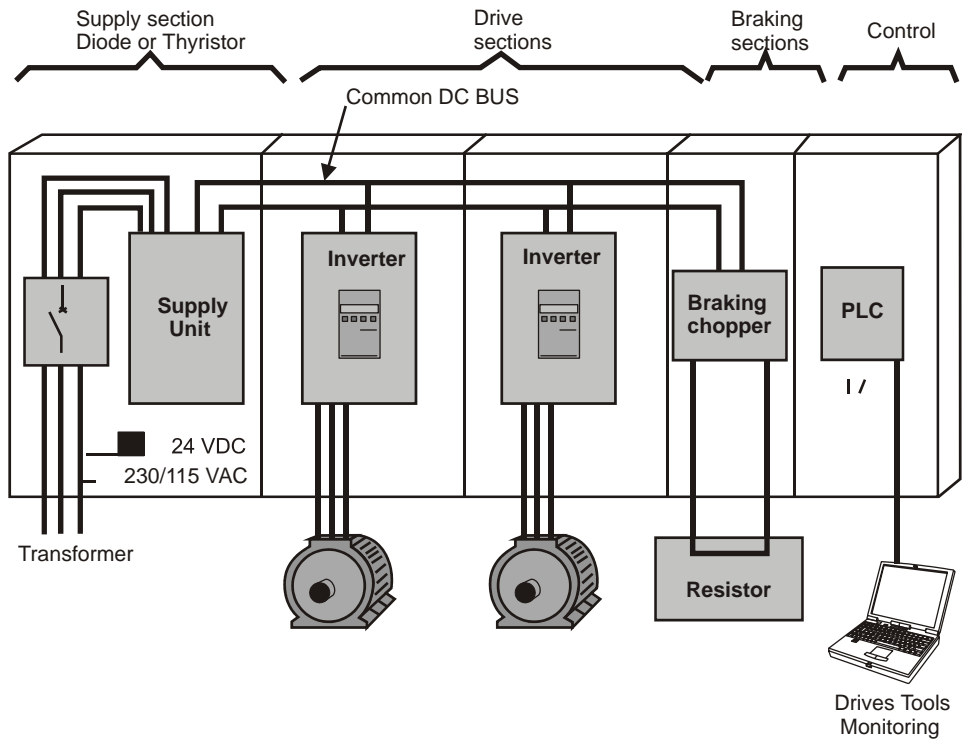 Supply section
Diode or Thyristor
Drive
sections
Braking
sections
Control
Common DC BUS
Supply
Unit
Inverter
Inverter
Braking
chopper
PLC
I /
24 VDC
230/115 VAC
Transformer
Resistor
Drives Tools
Monitoring